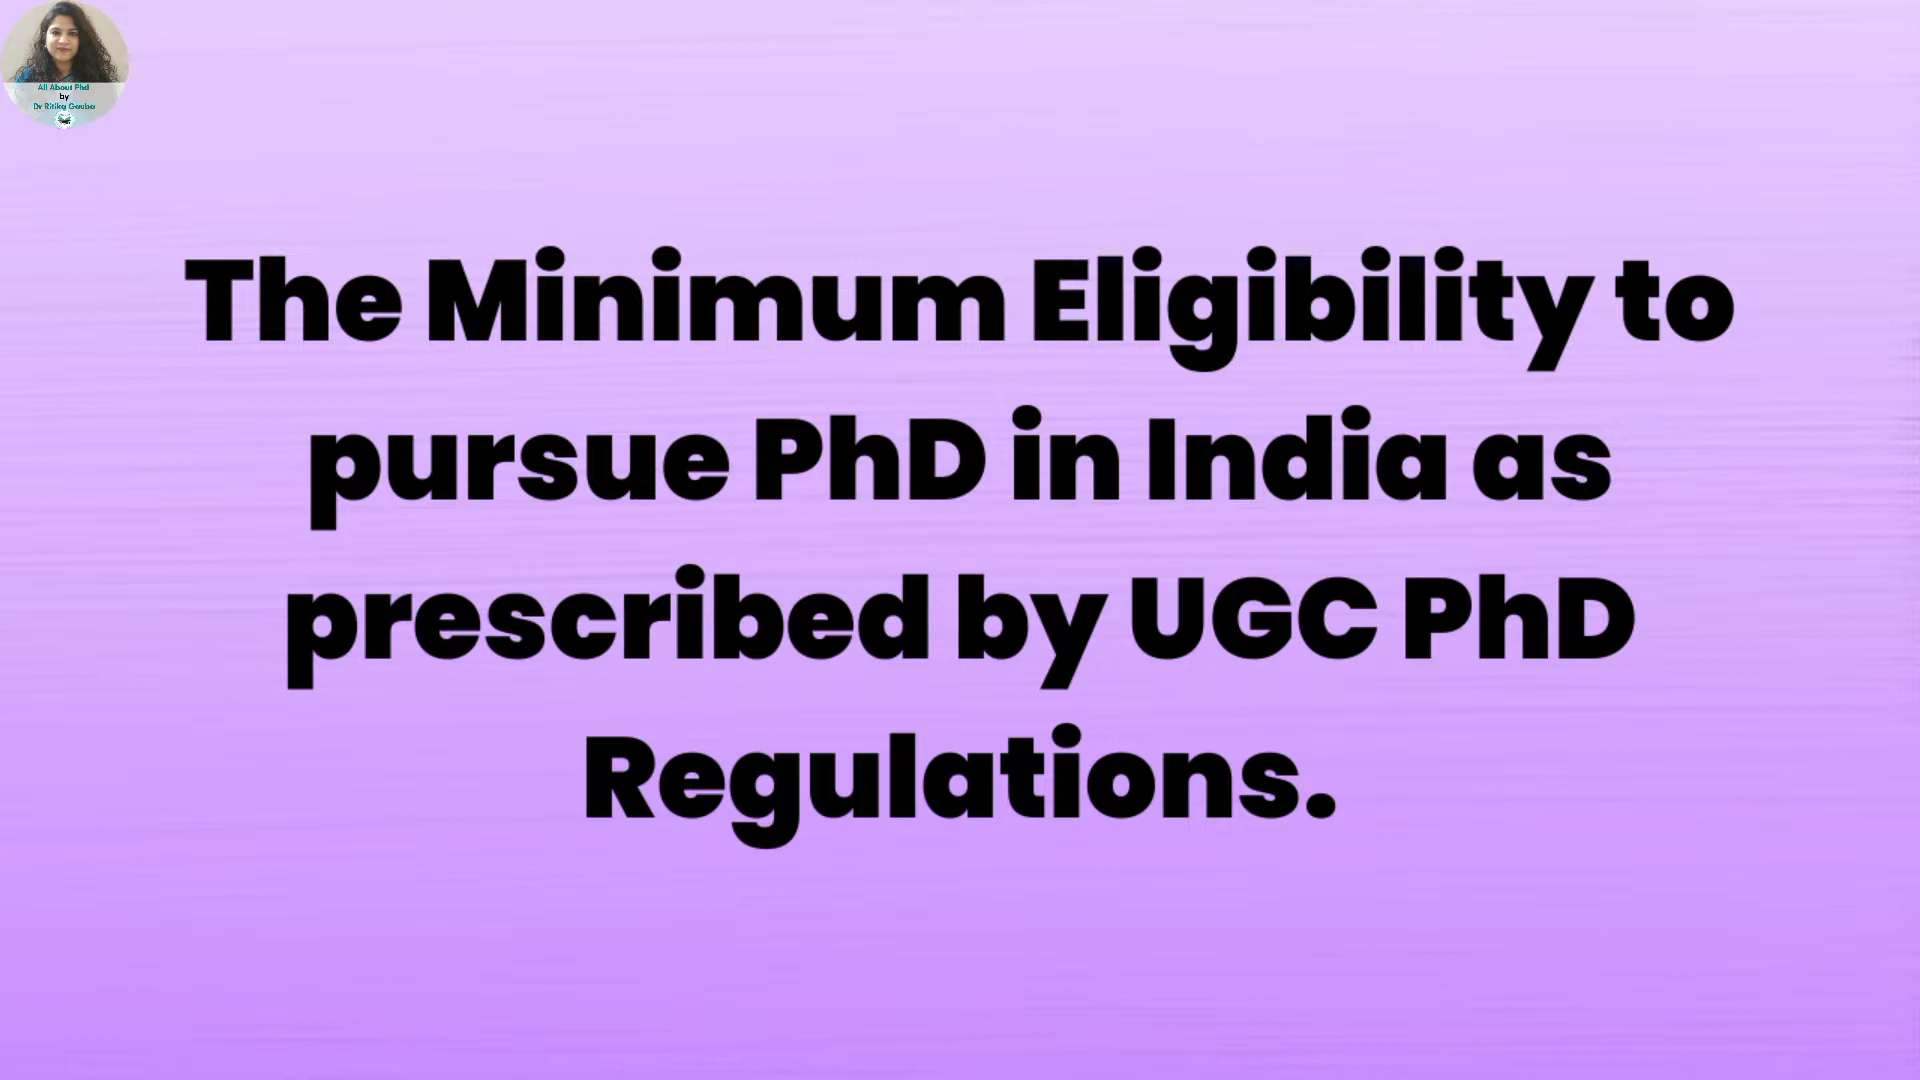 All About Phd
by
Dr Ritika Gauba
The Minimum Eligibility to
pursue PhD in India as
prescribed by UGC PhD
Regulations.